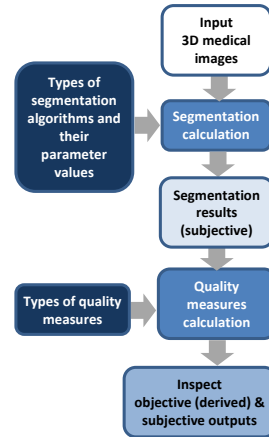 Input
3D medical
images
Types of
segmentation
algorithms and
their
parameter
values
Segmentation
calculation
Segmentation
results
(subjective)
Types of quality
measures
Quality
measures
calculation
Inspect
objective (derived) &
subjective outputs